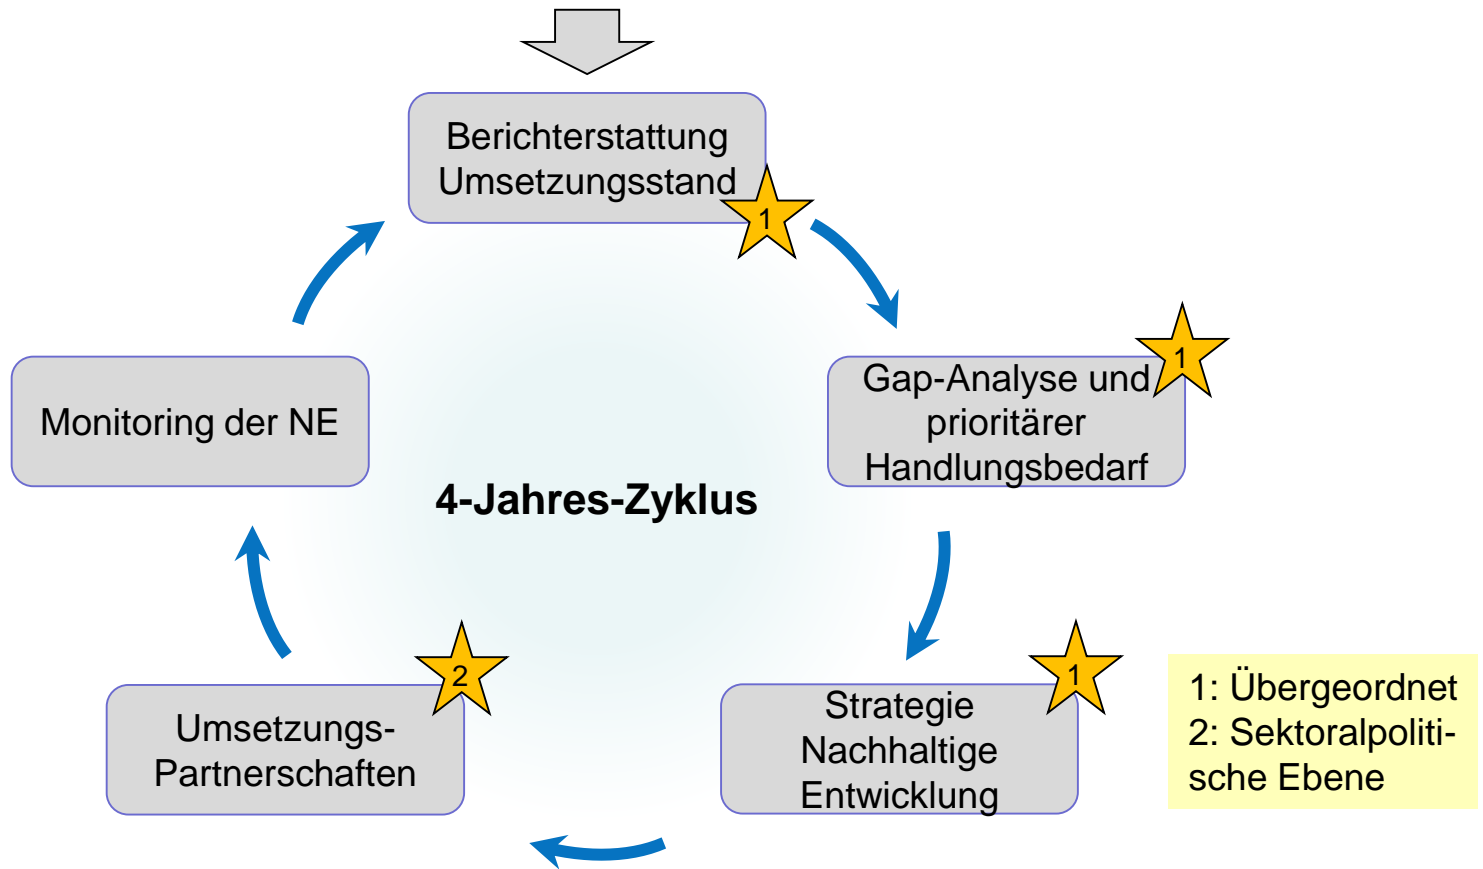 Berichterstattung
Umsetzungsstand
1
Gap-Analyse und
prioritärer
Handlungsbedarf
1
Monitoring der NE
4-Jahres-Zyklus
Strategie
Nachhaltige
Entwicklung
1
Umsetzungs-
Partnerschaften
2
1: Übergeordnet
2: Sektoralpoliti-
sche Ebene